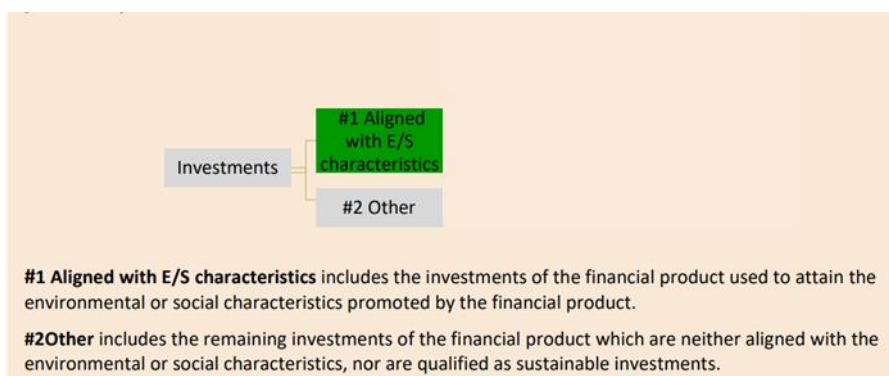 #1 Aligned
with E/S
characteristics
Investments
#2 Other
#1 Aligned with E/S characteristics includes the investments of the financial product used to attain the
environmental or social characteristics promoted by the financial product.
#2Other includes the remaining investments of the financial product which are neither aligned with the
environmental or social characteristics, nor are qualified as sustainable investments.